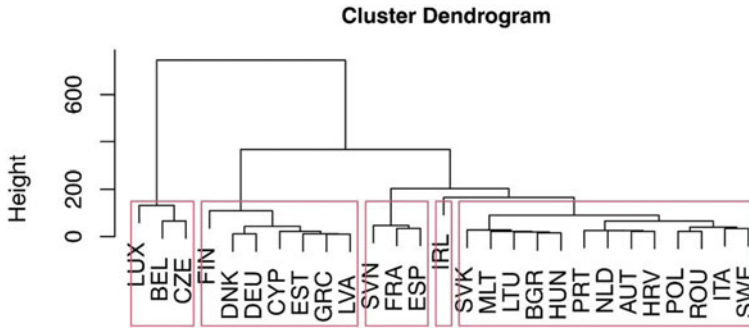 Cluster Dendrogram
Height
600
200
0
LUX
BEL
CZE
FIN
DNK
DEU
CYP
EST
GRC
LVA
SVN
FRA
ESP
IRL
SVK
MLT
LTU
BGR
HUN
PRT
NLD
AUT
HRV
POL
ROU
ITA
SWE